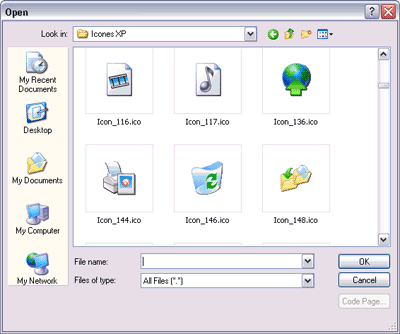 Open
Look in:
Icones XP
My Recent
Documents
Desktop
My Documents
My Computer
My Network
Icon_116.ico
Icon_117.ico
Icon_136.ico
Icon_144.ico
Icon_146.ico
Icon_148.ico
File name:
OK
Files of type:
All Files (*.*)
Cancel
Code Page...